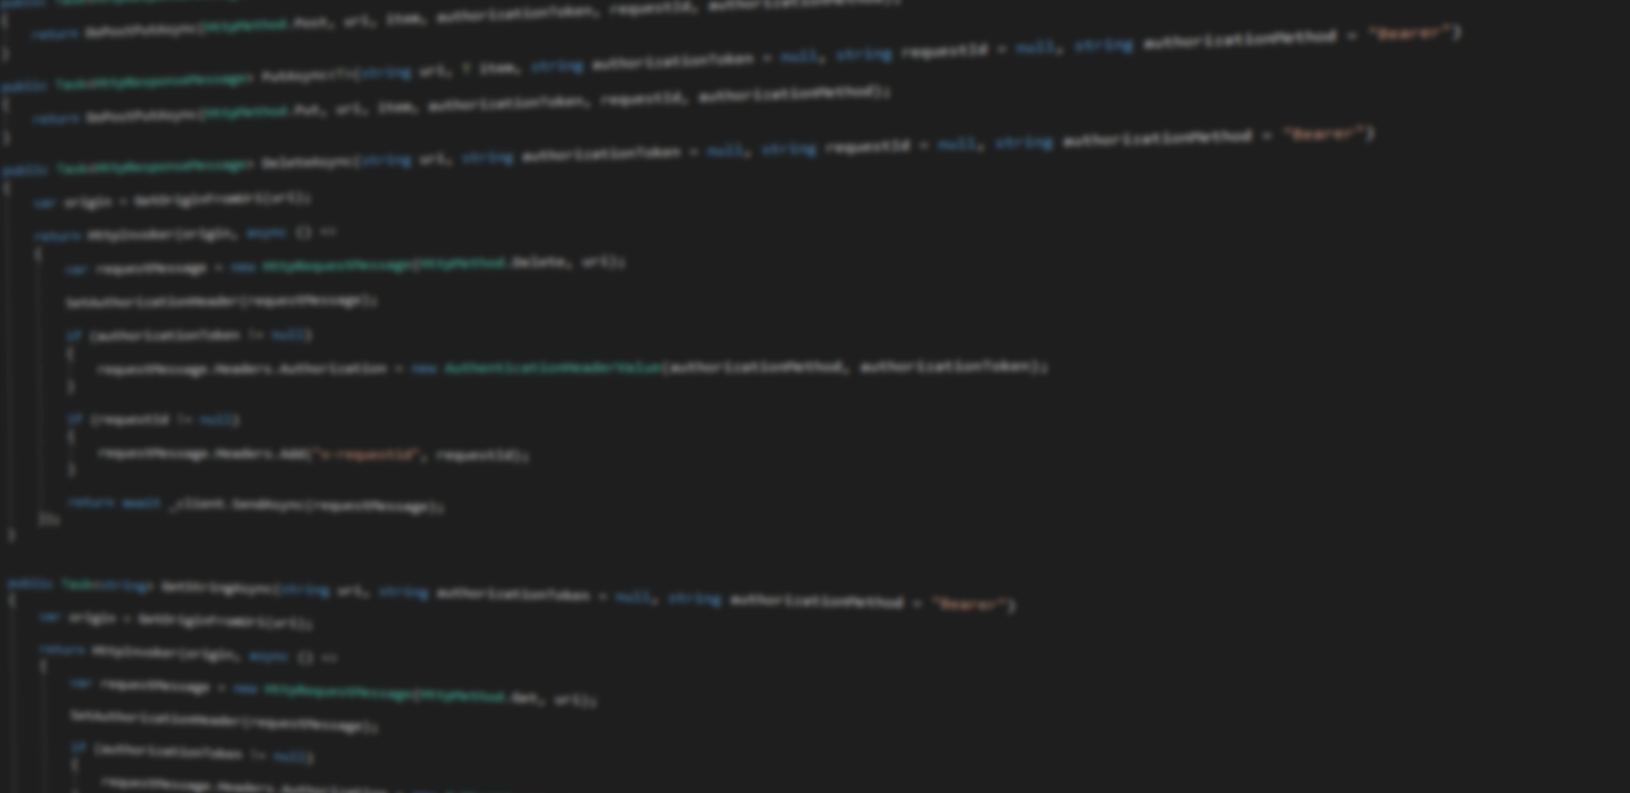 return DoPostPutAsync(HttpMethod.Post, uri, item, authorizationToken, requestId, authorizationMethod);
}
public Task<HttpResponseMessage> PutAsync<T>(string uri, T item, string authorizationToken = null, string requestId = null, string authorizationMethod = "Bearer")
{
return DoPostPutAsync(HttpMethod.Put, uri, item, authorizationToken, requestId, authorizationMethod);
}
public Task<HttpResponseMessage> DeleteAsync(string uri, string authorizationToken = null, string requestId = null, string authorizationMethod = "Bearer")
{
var origin = GetOriginFromUri(uri);
return HttpInvoker(origin, async () =>
{
var requestMessage = new HttpRequestMessage(HttpMethod.Delete, uri);
SetAuthorizationHeader(requestMessage);
if (authorizationToken != null)
{
requestMessage.Headers.Authorization = new AuthenticationHeaderValue(authorizationMethod, authorizationToken);
}
if (requestId != null)
{
requestMessage.Headers.Add("x-requestid", requestId);
}
return await _client.SendAsync(requestMessage);
});
}
public Task<string> GetStringAsync(string uri, string authorizationToken = null, string authorizationMethod = "Bearer")
{
var origin = GetOriginFromUri(uri);
return HttpInvoker(origin, async () =>
{
var requestMessage = new HttpRequestMessage(HttpMethod.Get, uri);
SetAuthorizationHeader(requestMessage);
if (authorizationToken != null)
{
requestMessage.Headers.Authorization =